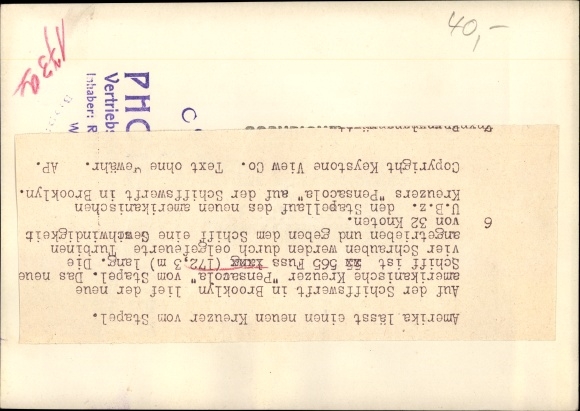 Amerika lässt einen neuen Kreuzer vom Stapel.
Auf der Schiffswerft in Brooklyn lief der neue
amerikanische Kreuzer "Pensacola" vom Stapel. Das neue
Schiff ist xx 565 Fuss xxxxg (172,3 m) lang. Die
vier Schrauben werden durch oelgefeuerte Turbinen
angetrieben und geben dem Schiff eine Geschwindigkeit
von 32 Knoten.
6
U.B.z. den Stapellauf des neuen amerikanischen
Kreuzers "Pensacola" auf der Schiffswerft in Brooklyn.
Copyright Keystone View Co. Text ohne Gewähr. AP.
40,-
PHO
Vertriebs
Inhaber: R